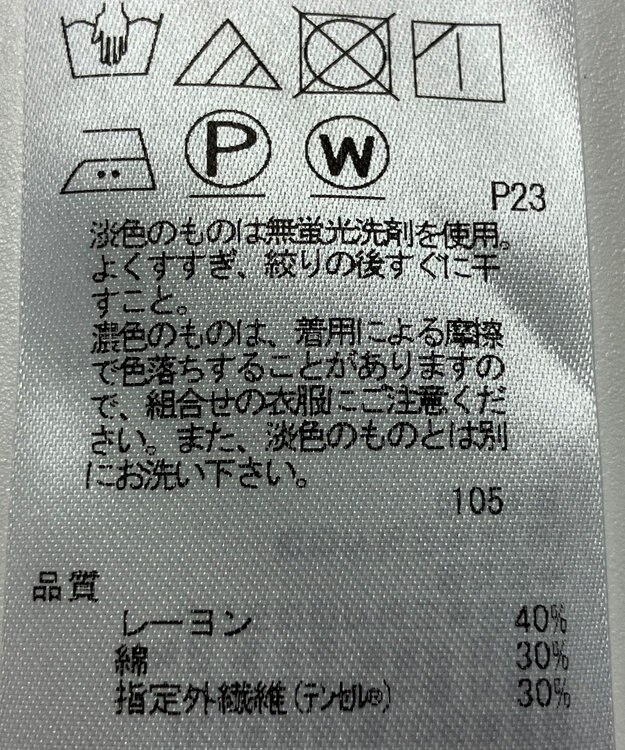 P W
P23
淡色のものは無蛍光洗剤を使用。
よくすすぎ、絞りの後すぐに干
すこと。
濃色のものは、着用による摩擦
で色落ちすることがありますの
で、組合せの衣服にご注意くだ
さい。また、淡色のものとは別
にお洗い下さい。
105
品質
レーヨン 40%
綿 30%
指定外繊維(テンセル®) 30%